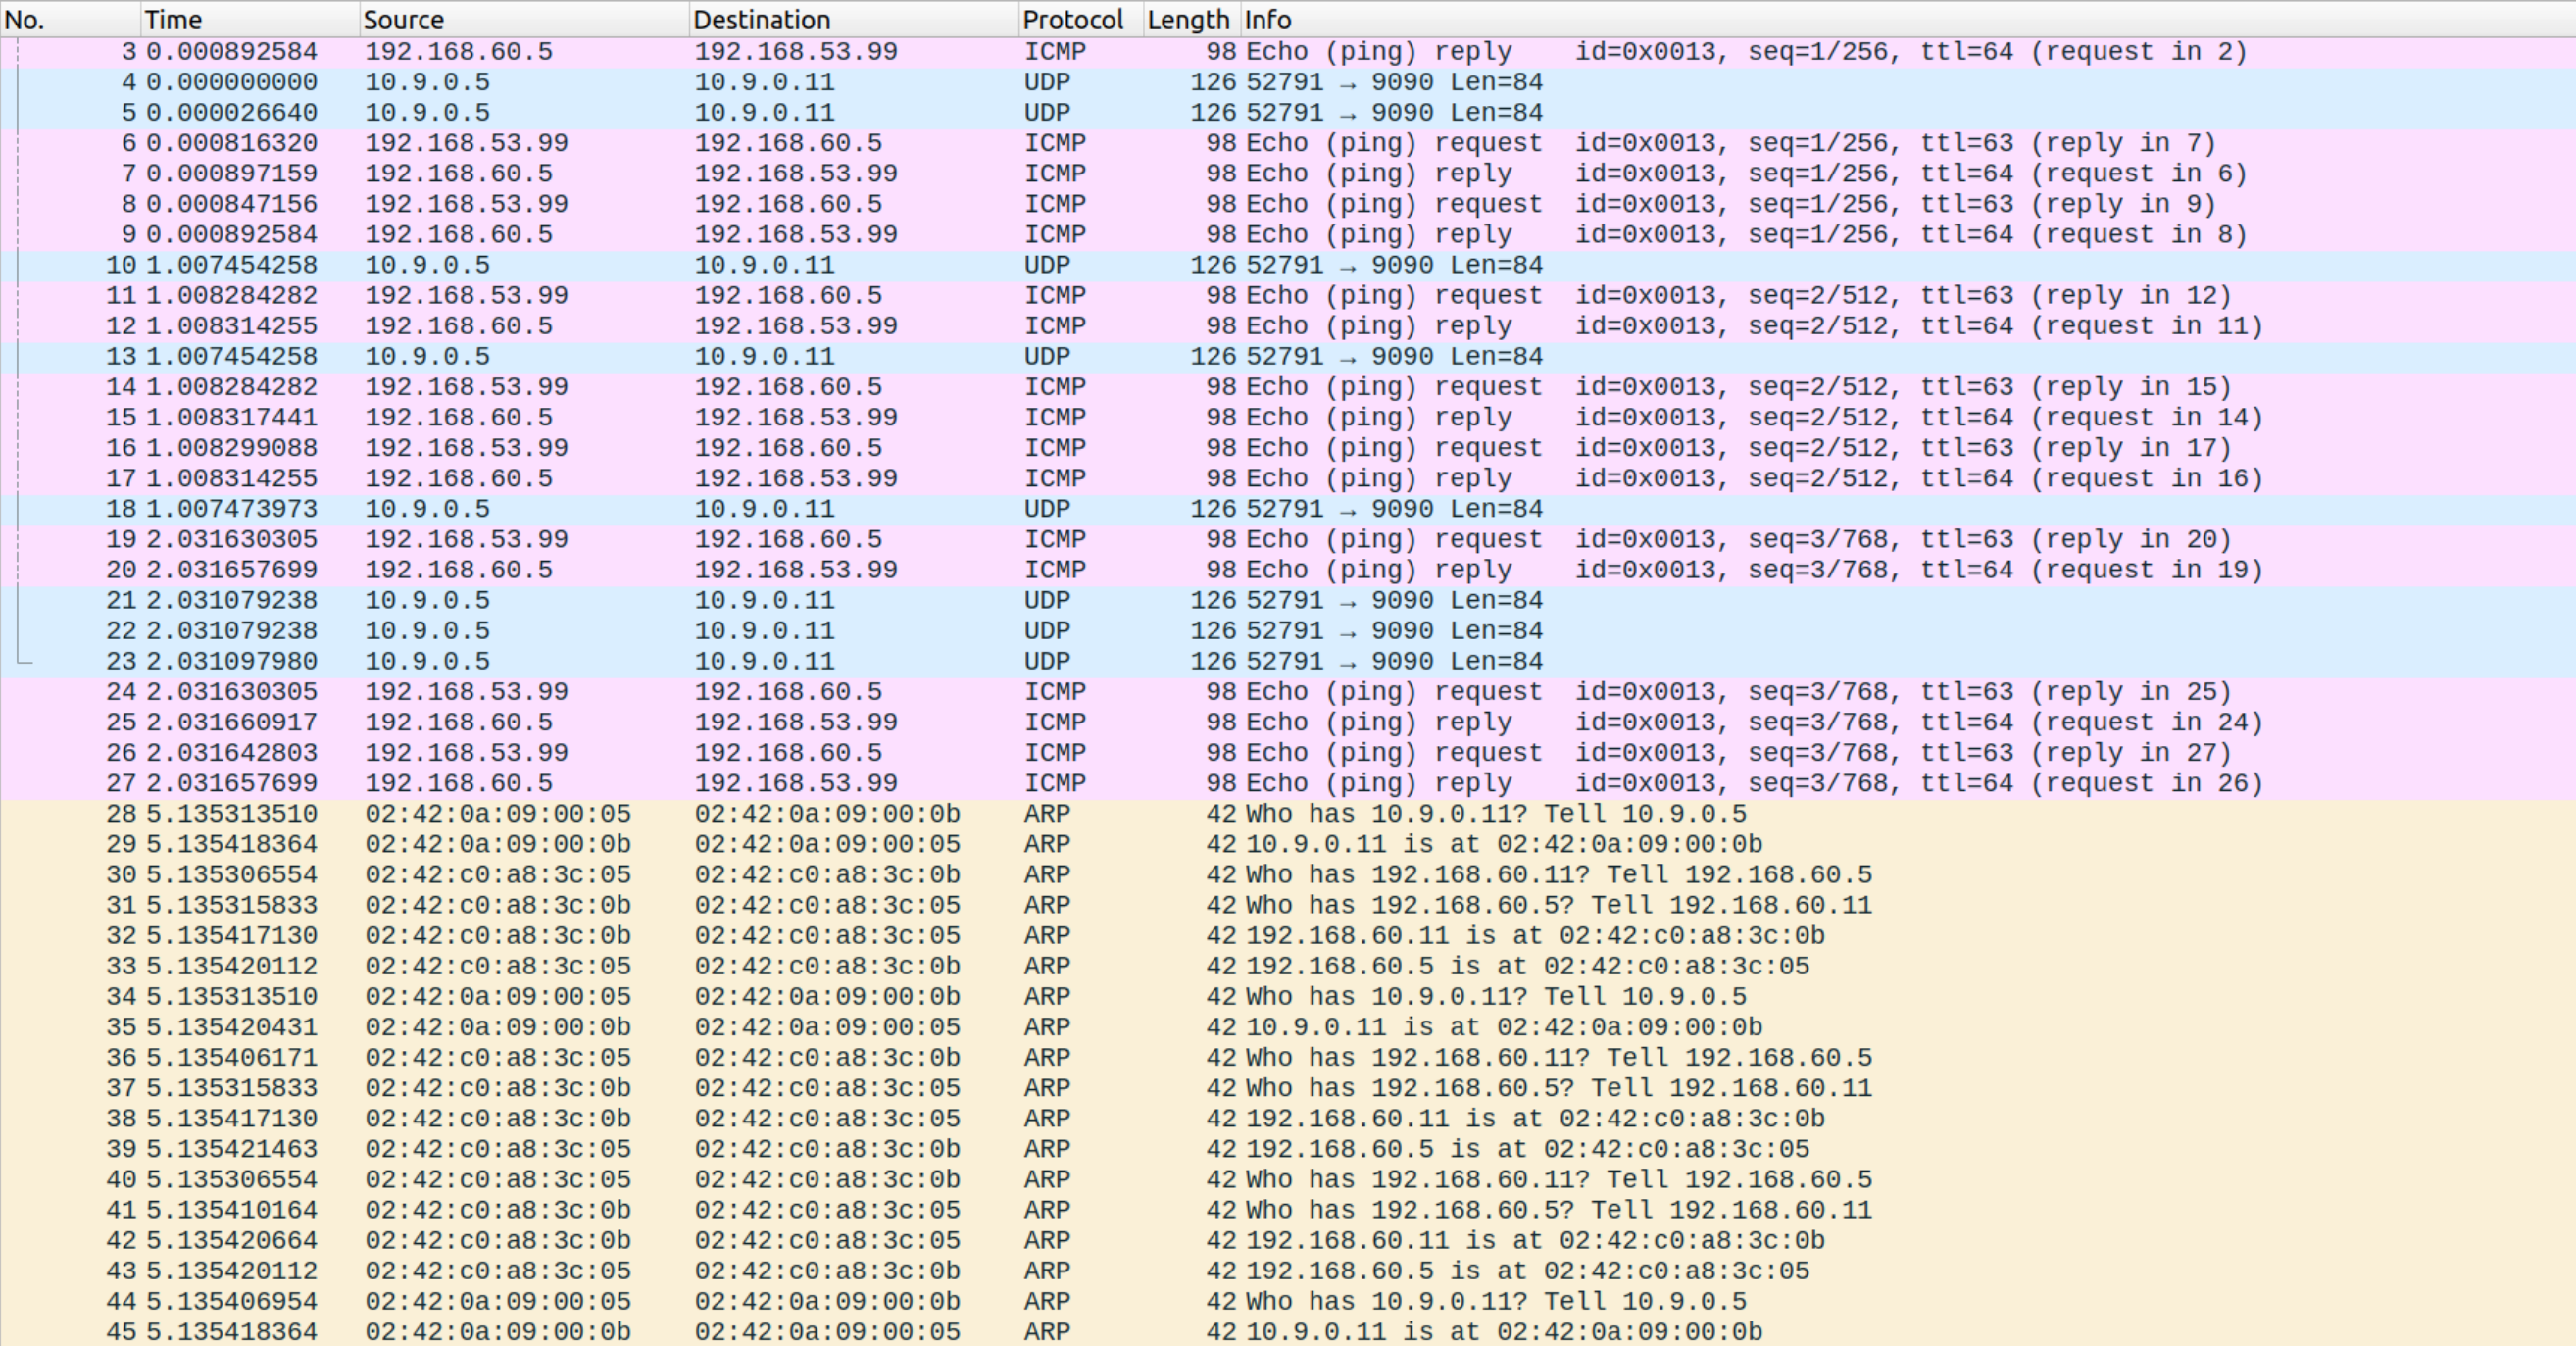 No. Time Source Destination Protocol Length Info
3 0.000892584 192.168.60.5 192.168.53.99 ICMP 98 Echo (ping) reply id=0x0013, seq=1/256, ttl=64 (request in 2)
4 0.000000000 10.9.0.5 10.9.0.11 UDP 126 52791 → 9090 Len=84
5 0.000026640 10.9.0.5 10.9.0.11 UDP 126 52791 → 9090 Len=84
6 0.000816320 192.168.53.99 192.168.60.5 ICMP 98 Echo (ping) request id=0x0013, seq=1/256, ttl=63 (reply in 7)
7 0.000897159 192.168.60.5 192.168.53.99 ICMP 98 Echo (ping) reply id=0x0013, seq=1/256, ttl=64 (request in 6)
8 0.000847156 192.168.53.99 192.168.60.5 ICMP 98 Echo (ping) request id=0x0013, seq=1/256, ttl=63 (reply in 9)
9 0.000892584 192.168.60.5 192.168.53.99 ICMP 98 Echo (ping) reply id=0x0013, seq=1/256, ttl=64 (request in 8)
10 1.007454258 10.9.0.5 10.9.0.11 UDP 126 52791 → 9090 Len=84
11 1.008284282 192.168.53.99 192.168.60.5 ICMP 98 Echo (ping) request id=0x0013, seq=2/512, ttl=63 (reply in 12)
12 1.008314255 192.168.60.5 192.168.53.99 ICMP 98 Echo (ping) reply id=0x0013, seq=2/512, ttl=64 (request in 11)
13 1.007454258 10.9.0.5 10.9.0.11 UDP 126 52791 → 9090 Len=84
14 1.008284282 192.168.53.99 192.168.60.5 ICMP 98 Echo (ping) request id=0x0013, seq=2/512, ttl=63 (reply in 15)
15 1.008317441 192.168.60.5 192.168.53.99 ICMP 98 Echo (ping) reply id=0x0013, seq=2/512, ttl=64 (request in 14)
16 1.008299088 192.168.53.99 192.168.60.5 ICMP 98 Echo (ping) request id=0x0013, seq=2/512, ttl=63 (reply in 17)
17 1.008314255 192.168.60.5 192.168.53.99 ICMP 98 Echo (ping) reply id=0x0013, seq=2/512, ttl=64 (request in 16)
18 1.007473973 10.9.0.5 10.9.0.11 UDP 126 52791 → 9090 Len=84
19 2.031630305 192.168.53.99 192.168.60.5 ICMP 98 Echo (ping) request id=0x0013, seq=3/768, ttl=63 (reply in 20)
20 2.031657699 192.168.60.5 192.168.53.99 ICMP 98 Echo (ping) reply id=0x0013, seq=3/768, ttl=64 (request in 19)
21 2.031079238 10.9.0.5 10.9.0.11 UDP 126 52791 → 9090 Len=84
22 2.031079238 10.9.0.5 10.9.0.11 UDP 126 52791 → 9090 Len=84
23 2.031097980 10.9.0.5 10.9.0.11 UDP 126 52791 → 9090 Len=84
24 2.031630305 192.168.53.99 192.168.60.5 ICMP 98 Echo (ping) request id=0x0013, seq=3/768, ttl=63 (reply in 25)
25 2.031660917 192.168.60.5 192.168.53.99 ICMP 98 Echo (ping) reply id=0x0013, seq=3/768, ttl=64 (request in 24)
26 2.031642803 192.168.53.99 192.168.60.5 ICMP 98 Echo (ping) request id=0x0013, seq=3/768, ttl=63 (reply in 27)
27 2.031657699 192.168.60.5 192.168.53.99 ICMP 98 Echo (ping) reply id=0x0013, seq=3/768, ttl=64 (request in 26)
28 5.135313510 02:42:0a:09:00:05 02:42:0a:09:00:0b ARP 42 Who has 10.9.0.11? Tell 10.9.0.5
29 5.135418364 02:42:0a:09:00:0b 02:42:0a:09:00:05 ARP 42 10.9.0.11 is at 02:42:0a:09:00:0b
30 5.135306554 02:42:c0:a8:3c:05 02:42:c0:a8:3c:0b ARP 42 Who has 192.168.60.11? Tell 192.168.60.5
31 5.135315833 02:42:c0:a8:3c:0b 02:42:c0:a8:3c:05 ARP 42 Who has 192.168.60.5? Tell 192.168.60.11
32 5.135417130 02:42:c0:a8:3c:0b 02:42:c0:a8:3c:05 ARP 42 192.168.60.11 is at 02:42:c0:a8:3c:0b
33 5.135420112 02:42:c0:a8:3c:05 02:42:c0:a8:3c:0b ARP 42 192.168.60.5 is at 02:42:c0:a8:3c:05
34 5.135313510 02:42:0a:09:00:05 02:42:0a:09:00:0b ARP 42 Who has 10.9.0.11? Tell 10.9.0.5
35 5.135420431 02:42:0a:09:00:0b 02:42:0a:09:00:05 ARP 42 10.9.0.11 is at 02:42:0a:09:00:0b
36 5.135406171 02:42:c0:a8:3c:05 02:42:c0:a8:3c:0b ARP 42 Who has 192.168.60.11? Tell 192.168.60.5
37 5.135315833 02:42:c0:a8:3c:0b 02:42:c0:a8:3c:05 ARP 42 Who has 192.168.60.5? Tell 192.168.60.11
38 5.135417130 02:42:c0:a8:3c:0b 02:42:c0:a8:3c:05 ARP 42 192.168.60.11 is at 02:42:c0:a8:3c:0b
39 5.135421463 02:42:c0:a8:3c:05 02:42:c0:a8:3c:0b ARP 42 192.168.60.5 is at 02:42:c0:a8:3c:05
40 5.135306554 02:42:c0:a8:3c:05 02:42:c0:a8:3c:0b ARP 42 Who has 192.168.60.11? Tell 192.168.60.5
41 5.135410164 02:42:c0:a8:3c:0b 02:42:c0:a8:3c:05 ARP 42 Who has 192.168.60.5? Tell 192.168.60.11
42 5.135420664 02:42:c0:a8:3c:0b 02:42:c0:a8:3c:05 ARP 42 192.168.60.11 is at 02:42:c0:a8:3c:0b
43 5.135420112 02:42:c0:a8:3c:05 02:42:c0:a8:3c:0b ARP 42 192.168.60.5 is at 02:42:c0:a8:3c:05
44 5.135406954 02:42:0a:09:00:05 02:42:0a:09:00:0b ARP 42 Who has 10.9.0.11? Tell 10.9.0.5
45 5.135418364 02:42:0a:09:00:0b 02:42:0a:09:00:05 ARP 42 10.9.0.11 is at 02:42:0a:09:00:0b